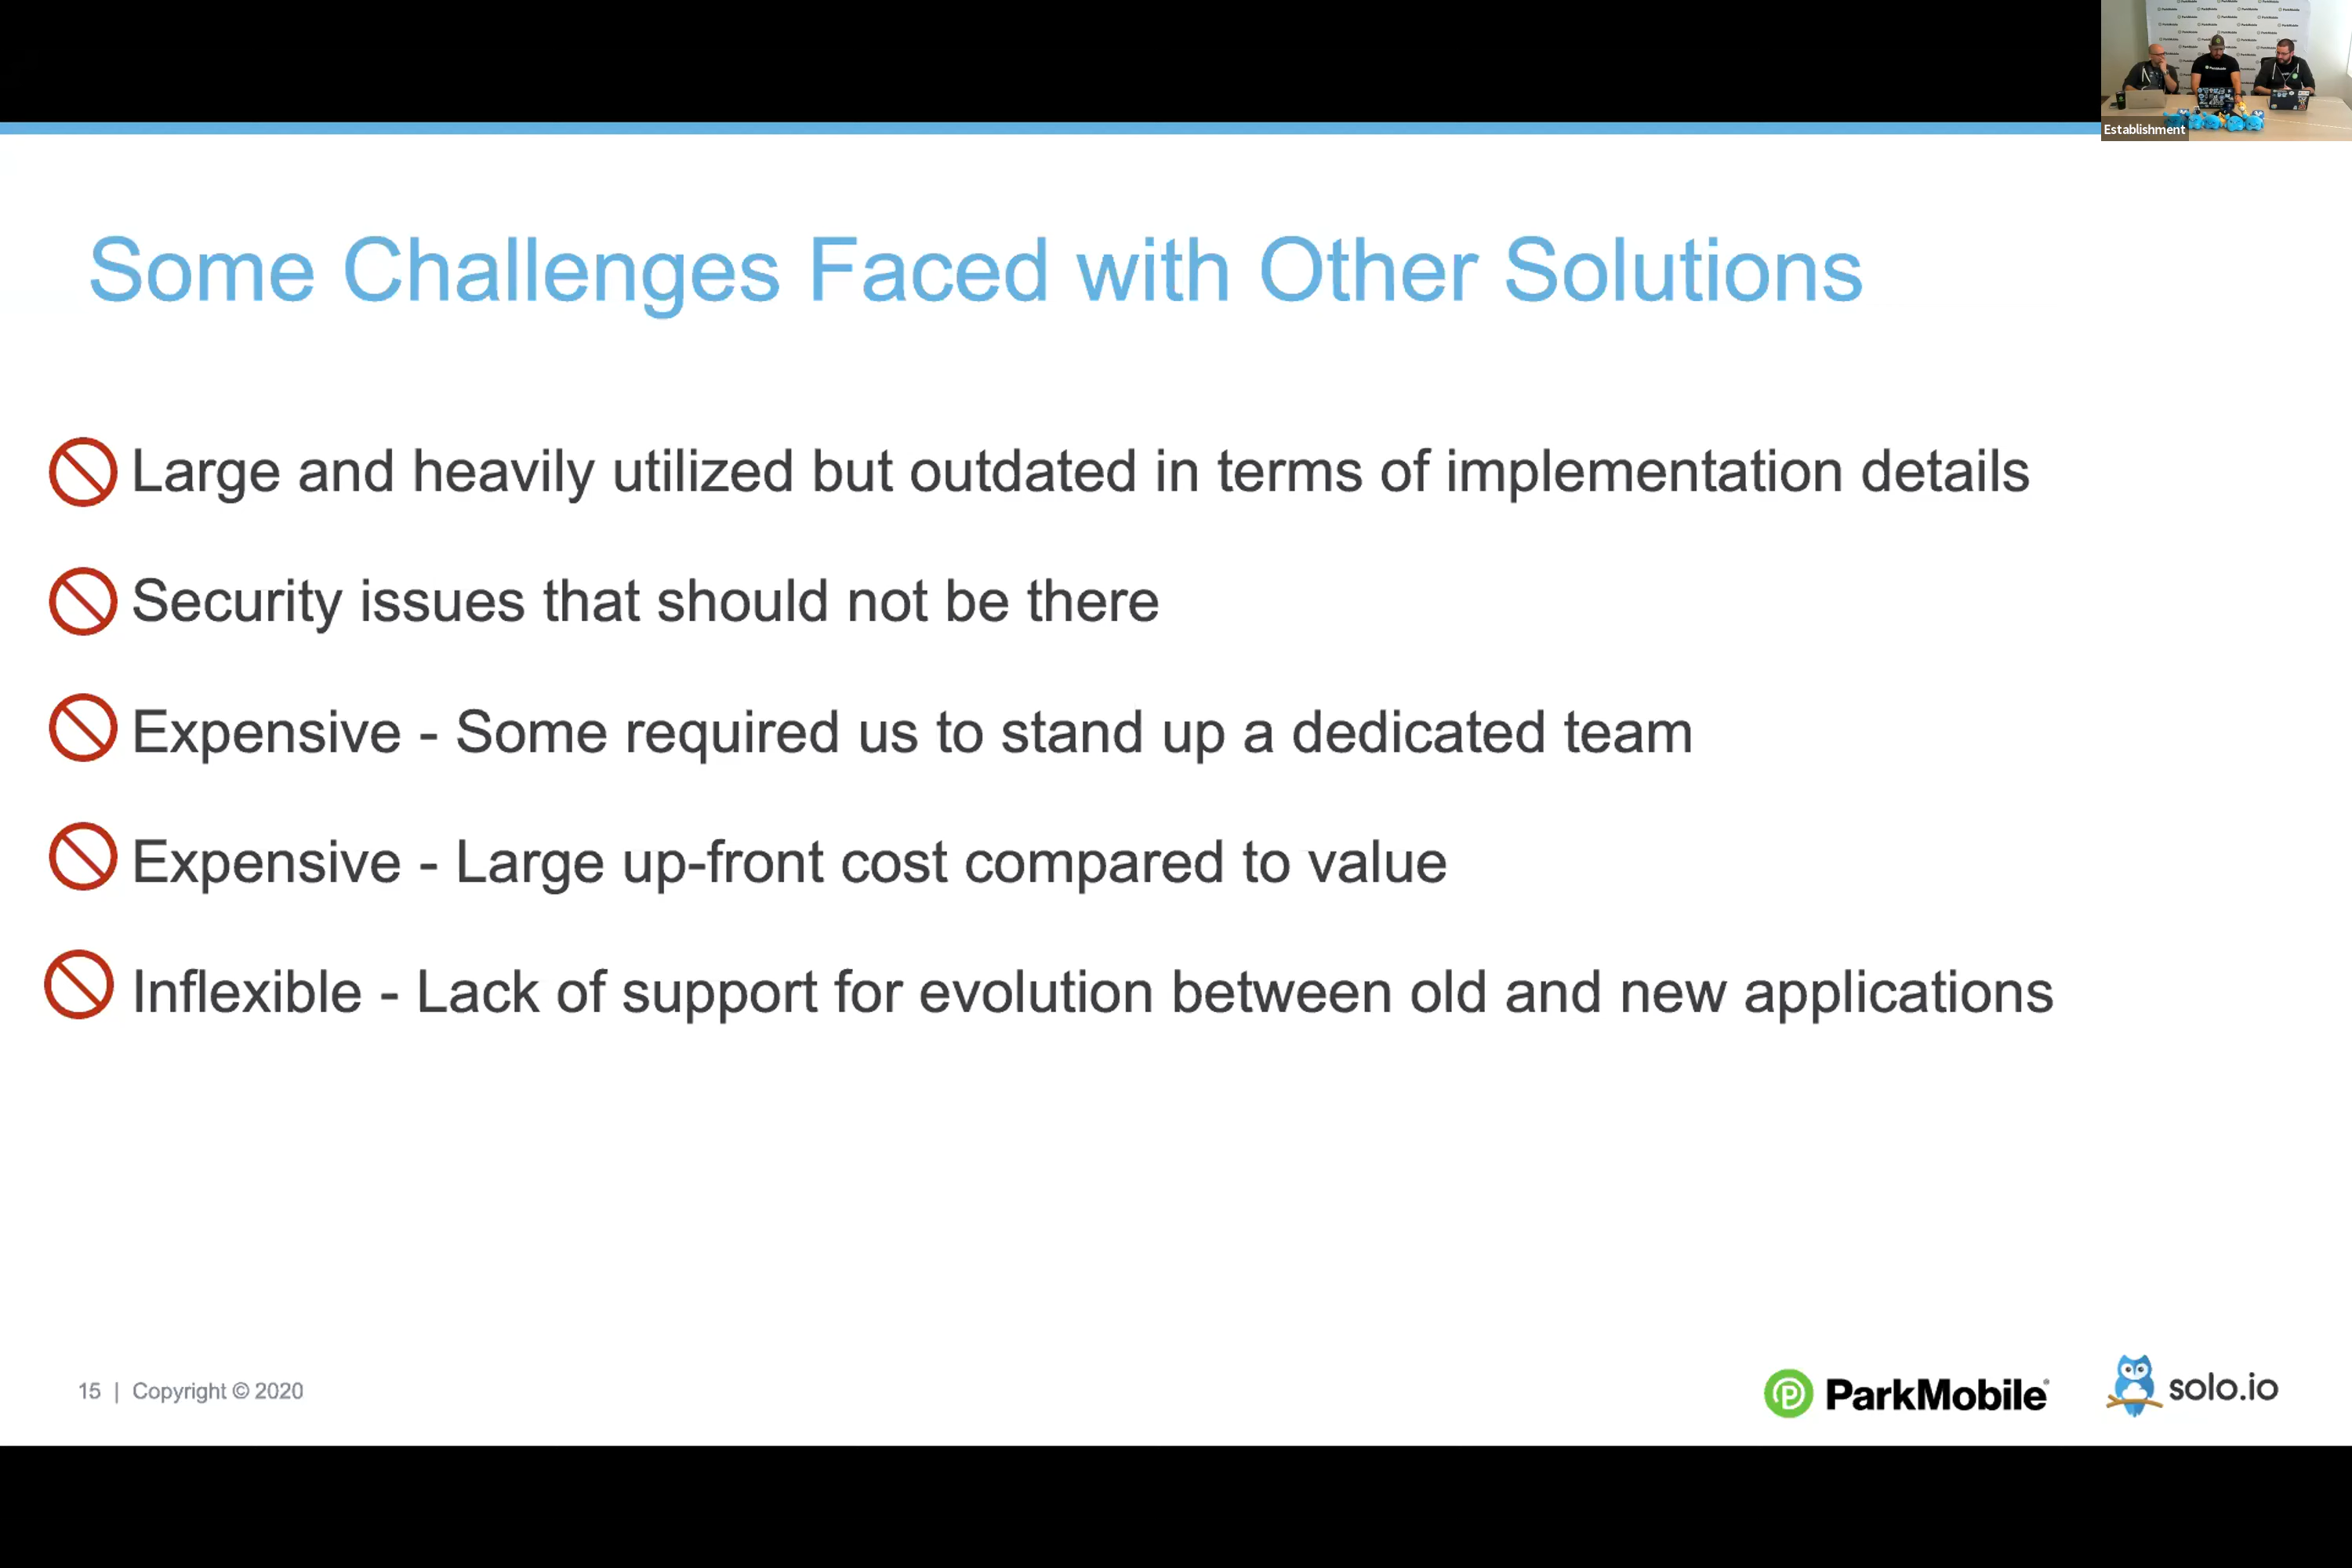 Establishment
Some Challenges Faced with Other Solutions
Large and heavily utilized but outdated in terms of implementation details
Security issues that should not be there
Expensive - Some required us to stand up a dedicated team
Expensive - Large up-front cost compared to value
Inflexible - Lack of support for evolution between old and new applications
15 | Copyright © 2020
ParkMobile®
solo.io